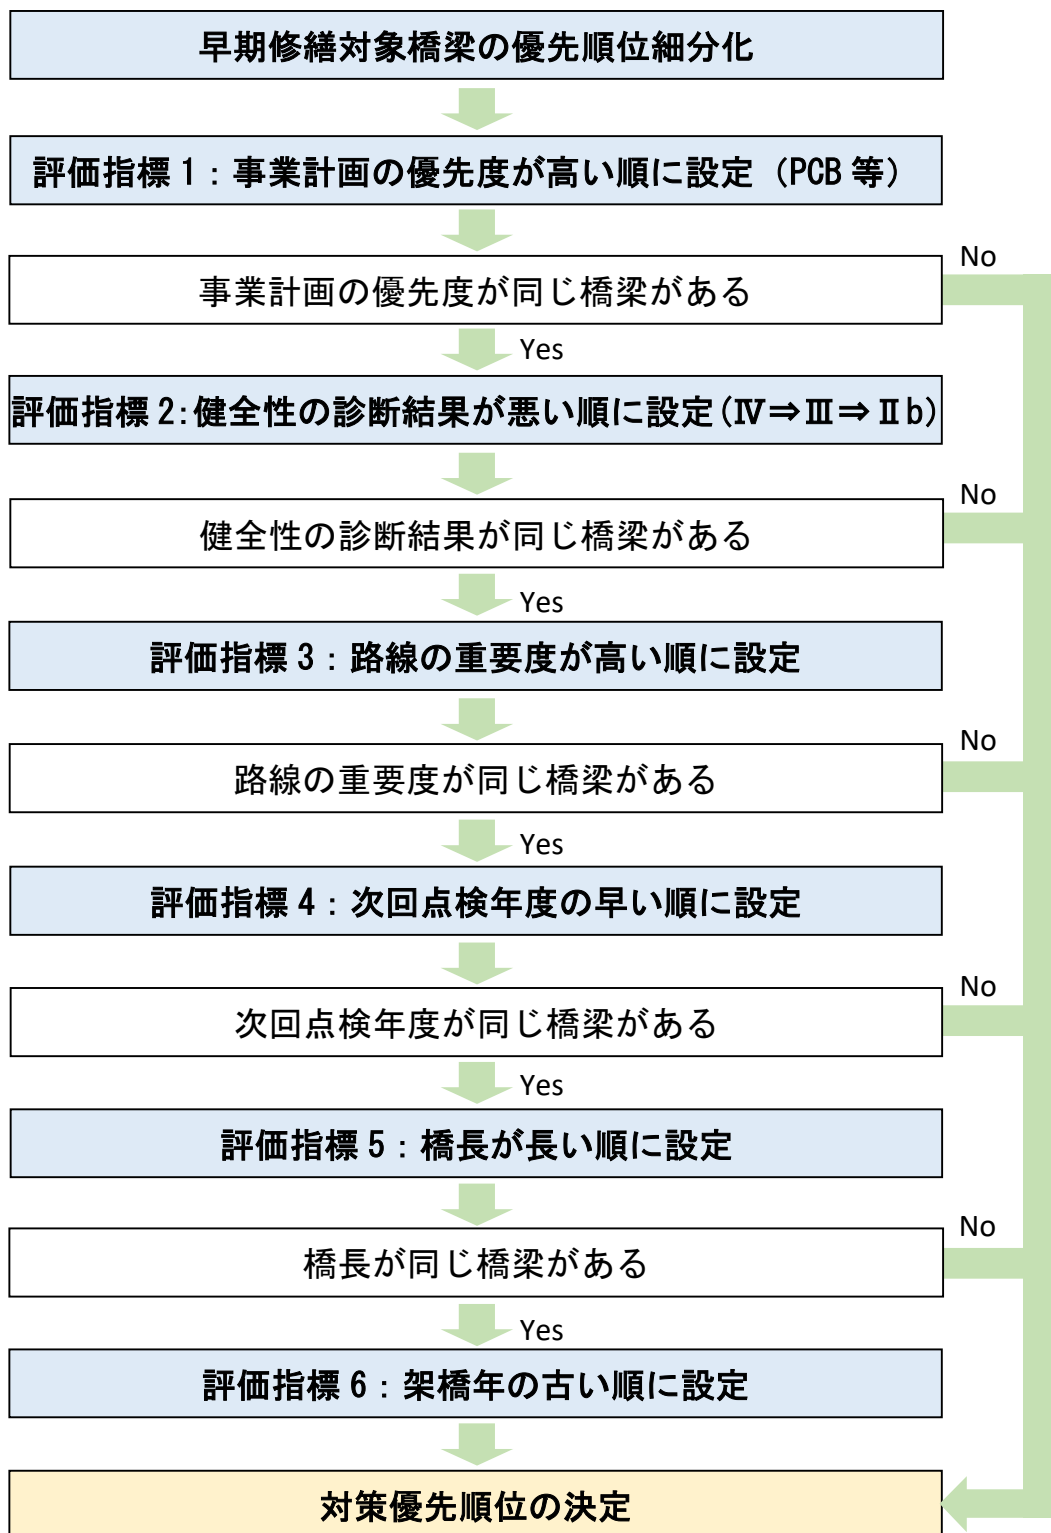 早期修繕対象橋梁の優先順位細分化
評価指標1：事業計画の優先度が高い順に設定（PCB等）
事業計画の優先度が同じ橋梁がある
No
Yes
評価指標2：健全性の診断結果が悪い順に設定（Ⅳ⇒Ⅲ⇒Ⅱb）
健全性の診断結果が同じ橋梁がある
No
Yes
評価指標3：路線の重要度が高い順に設定
路線の重要度が同じ橋梁がある
No
Yes
評価指標4：次回点検年度の早い順に設定
次回点検年度が同じ橋梁がある
No
Yes
評価指標5：橋長が長い順に設定
橋長が同じ橋梁がある
No
Yes
評価指標6：架橋年の古い順に設定
対策優先順位の決定